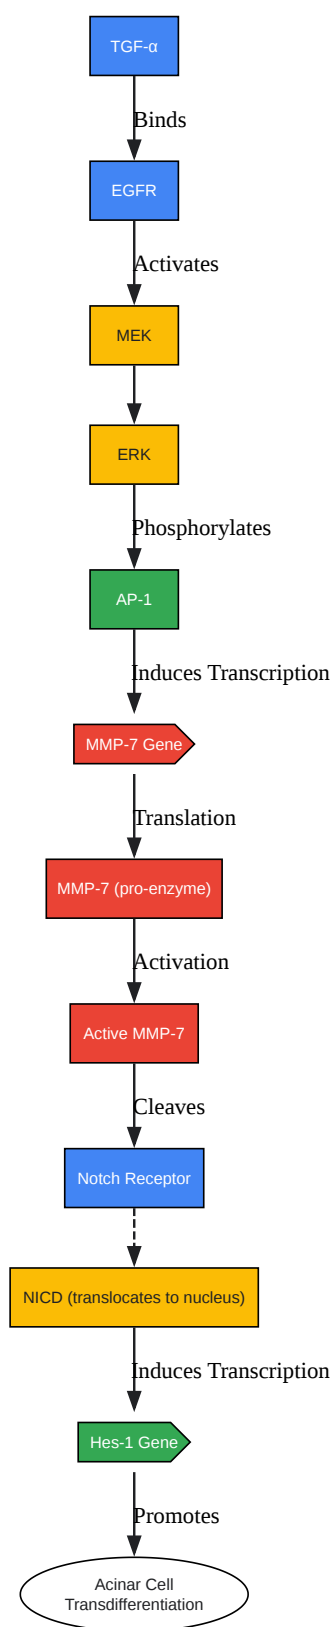 TGF-α
Binds
EGFR
Activates
MEK
ERK
Phosphorylates
AP-1
Induces Transcription
MMP-7 Gene
Translation
MMP-7 (pro-enzyme)
Activation
Active MMP-7
Cleaves
Notch Receptor
NICD (translocates to nucleus)
Induces Transcription
Hes-1 Gene
Promotes
Acinar Cell
Transdifferentiation